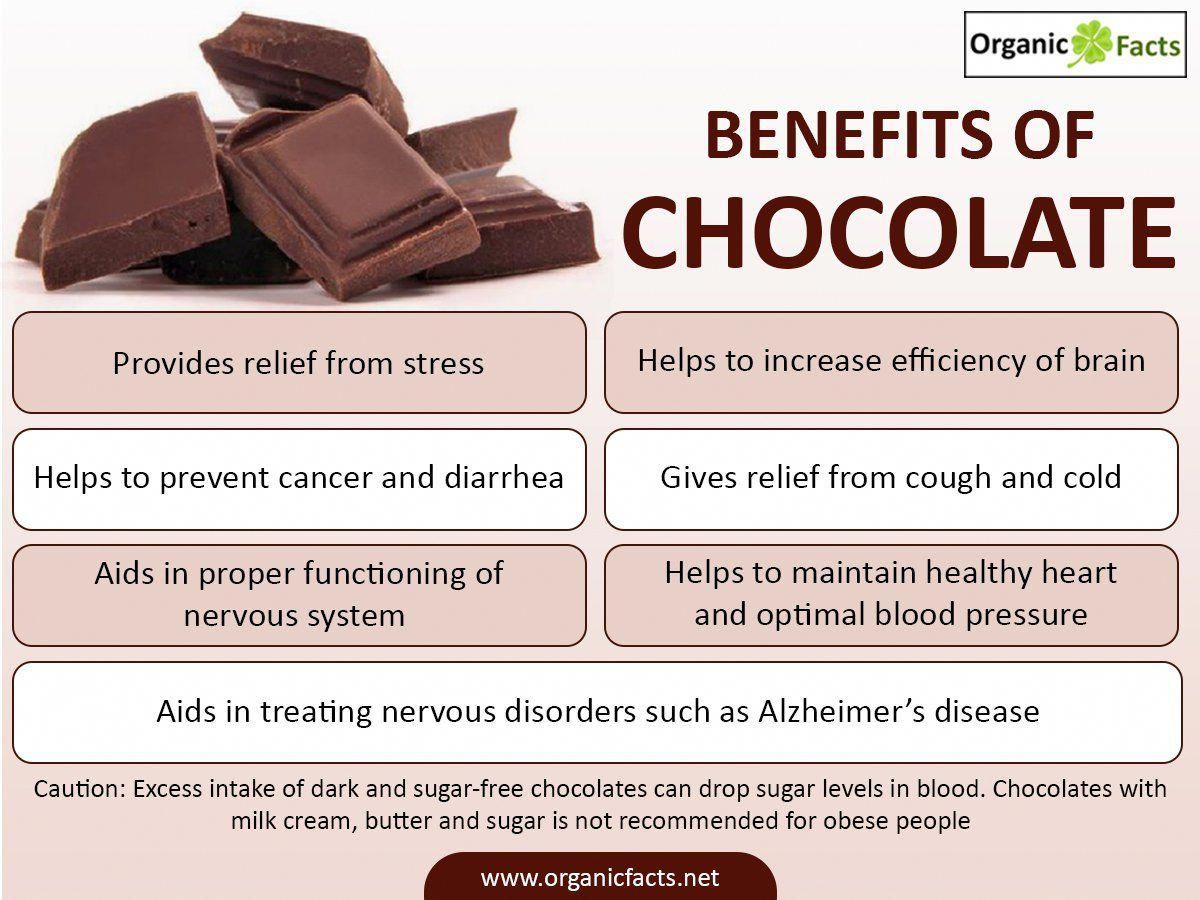 Organic Facts
BENEFITS OF
CHOCOLATE
Provides relief from stress
Helps to increase efficiency of brain
Helps to prevent cancer and diarrhea
Gives relief from cough and cold
Aids in proper functioning of
nervous system
Helps to maintain healthy heart
and optimal blood pressure
Aids in treating nervous disorders such as Alzheimer’s disease
Caution: Excess intake of dark and sugar-free chocolates can drop sugar levels in blood. Chocolates with
milk cream, butter and sugar is not recommended for obese people
www.organicfacts.net